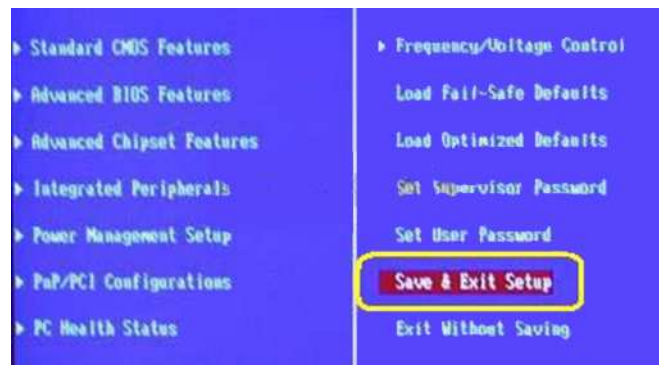 Standard CMOS Features
Advanced BIOS Features
Advanced Chipset Features
Integrated Peripherals
Power Management Setup
PnP/PCI Configurations
PC Health Status
Frequency/Voltage Control
Load Fail-Safe Defaults
Load Optimized Defaults
Set Supervisor Password
Set User Password
Save & Exit Setup
Exit Without Saving